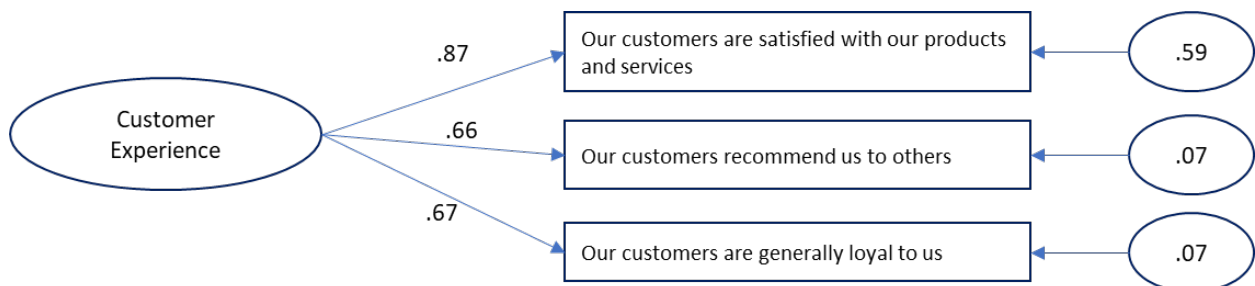 Our customers are satisfied with our products
and services
.59
.87
Customer
Experience
.66
Our customers recommend us to others
.07
.67
Our customers are generally loyal to us
.07